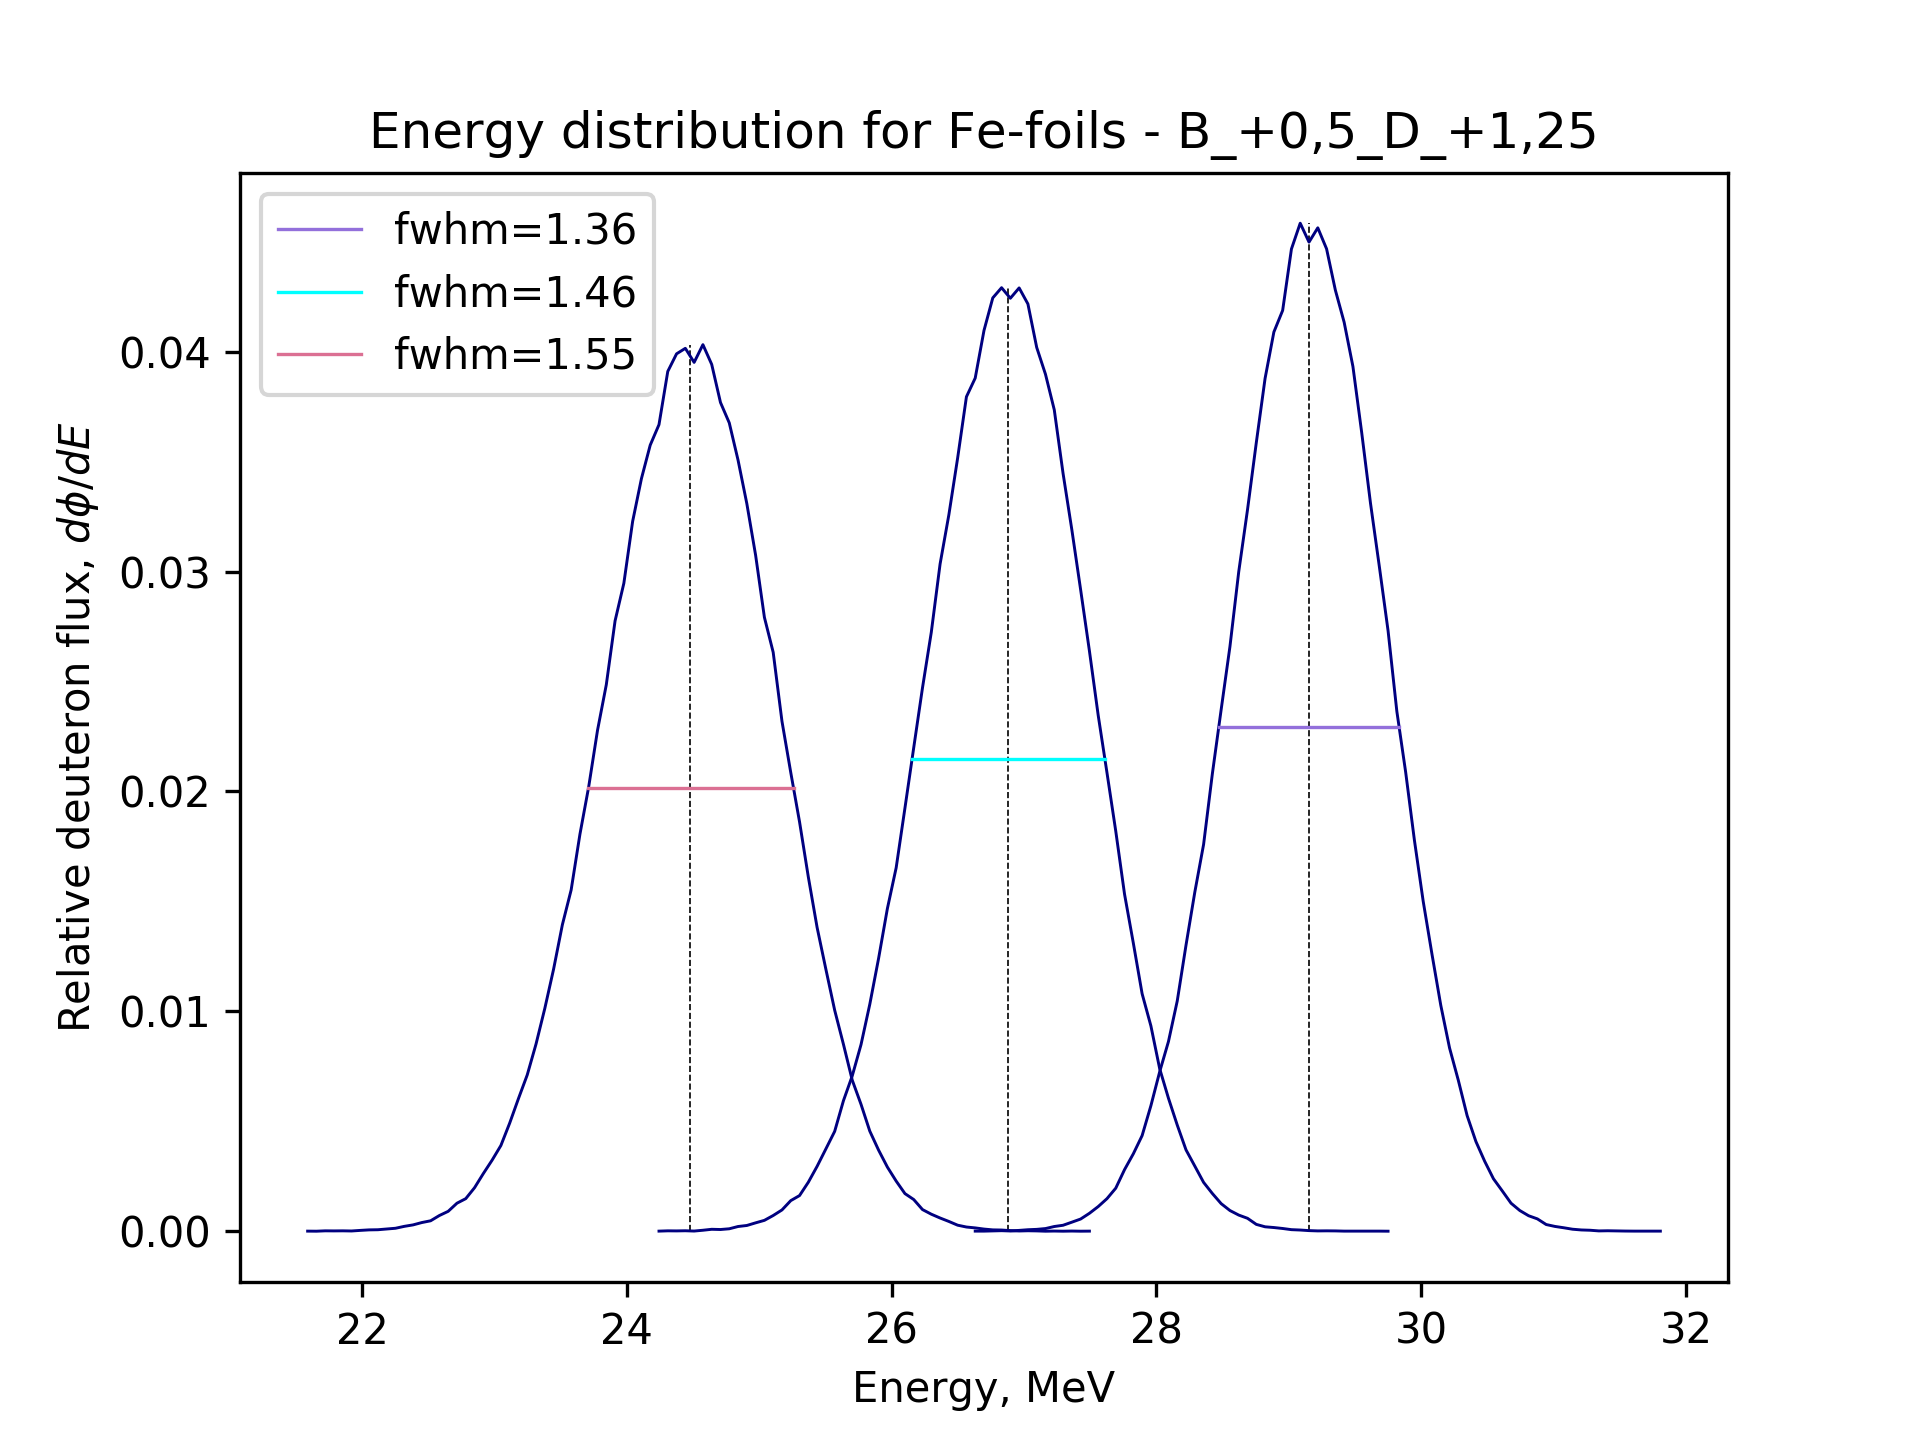 Energy distribution for Fe-foils - B_+0,5_D_+1,25
fwhm=1.36
fwhm=1.46
fwhm=1.55
Relative deuteron flux, dϕ/dE
0.04
0.03
0.02
0.01
0.00
22 24 26 28 30 32
Energy, MeV